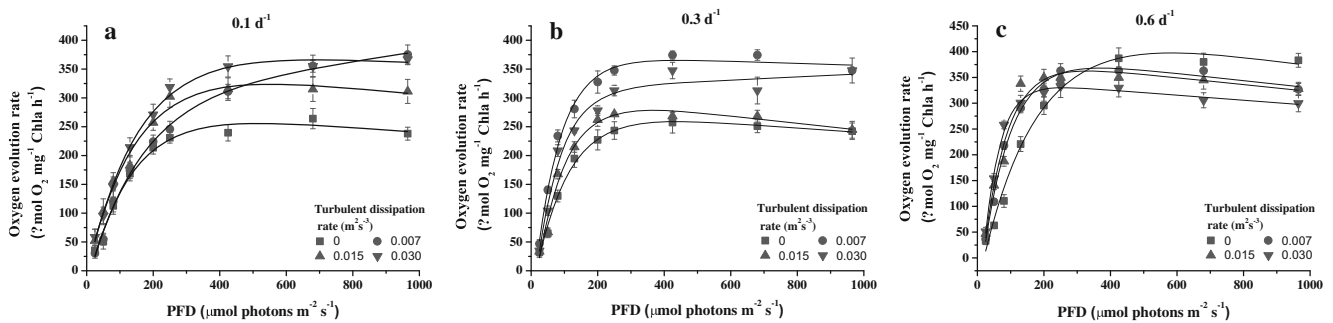 a
0.1 d⁻¹
Oxygen evolution rate
(?mol O₂ mg⁻¹ Chla h⁻¹)
400
350
300
250
200
150
100
50
0
Turbulent dissipation
rate (m²s⁻³)
0
0.007
0.015
0.030
0
200
400
600
800
1000
PFD (μmol photons m⁻² s⁻¹)
b
0.3 d⁻¹
Oxygen evolution rate
(?mol O₂ mg⁻¹ Chla h⁻¹)
400
350
300
250
200
150
100
50
0
Turbulent dissipation
rate (m²s⁻³)
0
0.007
0.015
0.030
0
200
400
600
800
1000
PFD (μmol photons m⁻² s⁻¹)
c
0.6 d⁻¹
Oxygen evolution rate
(?mol O₂ mg⁻¹ Chla h⁻¹)
450
400
350
300
250
200
150
100
50
0
Turbulent dissipation
rate (m²s⁻³)
0
0.007
0.015
0.030
0
200
400
600
800
1000
PFD (μmol photons m⁻² s⁻¹)